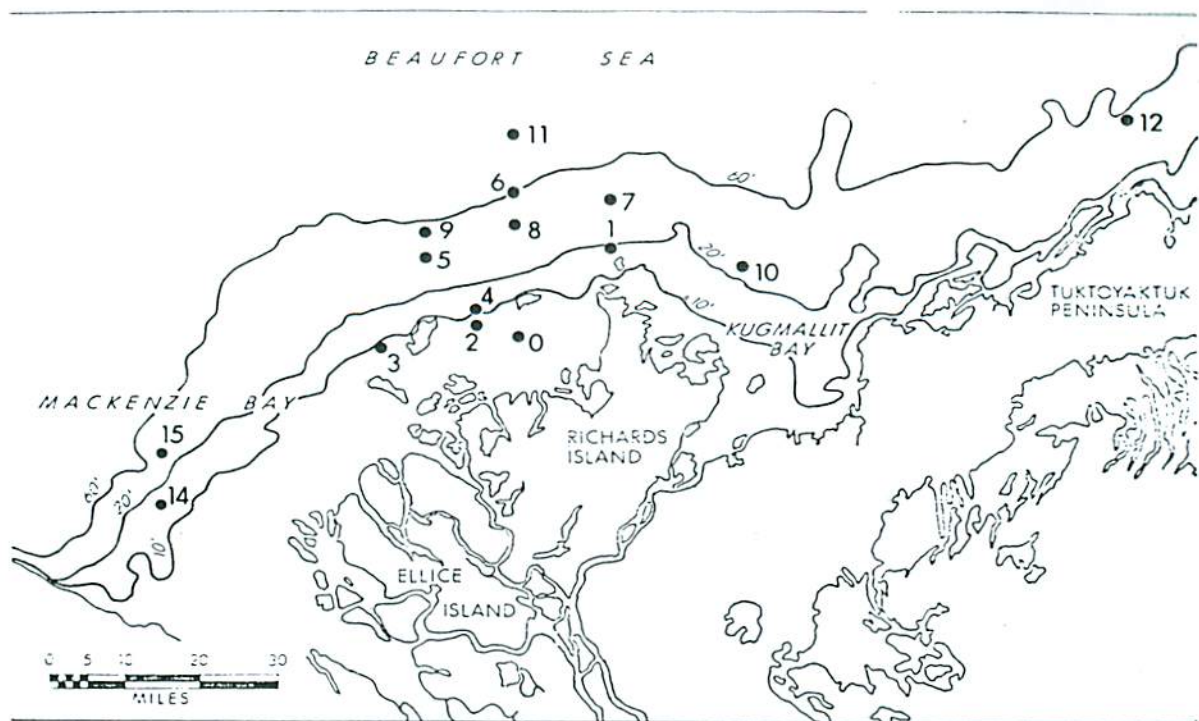 BEAUFORT SEA
12
11
6
60'
7
9
8
1
5
20'
10
4
10'
TUKTOYAKTUK
PENINSULA
KUGMALLIT
BAY
2
0
3
MACKENZIE BAY
RICHARDS
ISLAND
15
60'
20'
14
10'
ELLICE
ISLAND
0 5 10 20 30
MILES